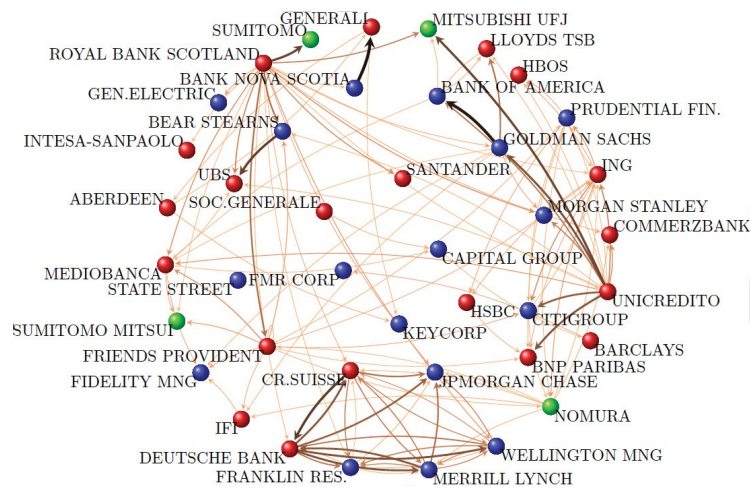 GENERALI
SUMITOMO
MITSUBISHI UFJ
LLOYDS TSB
ROYAL BANK SCOTLAND
HBOS
BANK NOVA SCOTIA
BANK OF AMERICA
GEN.ELECTRIC
PRUDENTIAL FIN.
BEAR STEARNS
GOLDMAN SACHS
INTESA-SANPAOLO
ING
UBS
SANTANDER
ABERDEEN
SOC.GENERALE
MORGAN STANLEY
COMMERZBANK
CAPITAL GROUP
MEDIOBANCA
FMR CORP
STATE STREET
UNICREDITO
HSBC
CITIGROUP
SUMITOMO MITSUI
KEYCORP
BARCLAYS
FRIENDS PROVIDENT
BNP PARIBAS
FIDELITY MNG
CR.SUISSE
JPMORGAN CHASE
NOMURA
IFI
DEUTSCHE BANK
WELLINGTON MNG
FRANKLIN RES.
MERRILL LYNCH